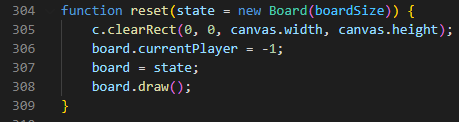 304 function reset(state = new Board(boardSize)) {
305 c.clearRect(0, 0, canvas.width, canvas.height);
306 board.currentPlayer = -1;
307 board = state;
308 board.draw();
309 }